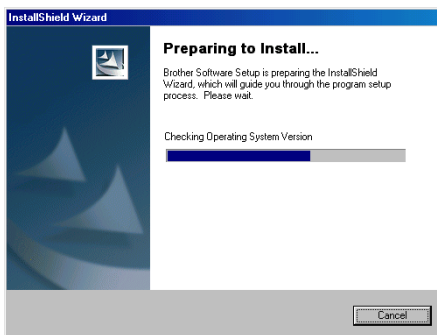 InstallShield Wizard
Preparing to Install...
Brother Software Setup is preparing the InstallShield
Wizard, which will guide you through the program setup
process. Please wait.
Checking Operating System Version
Cancel